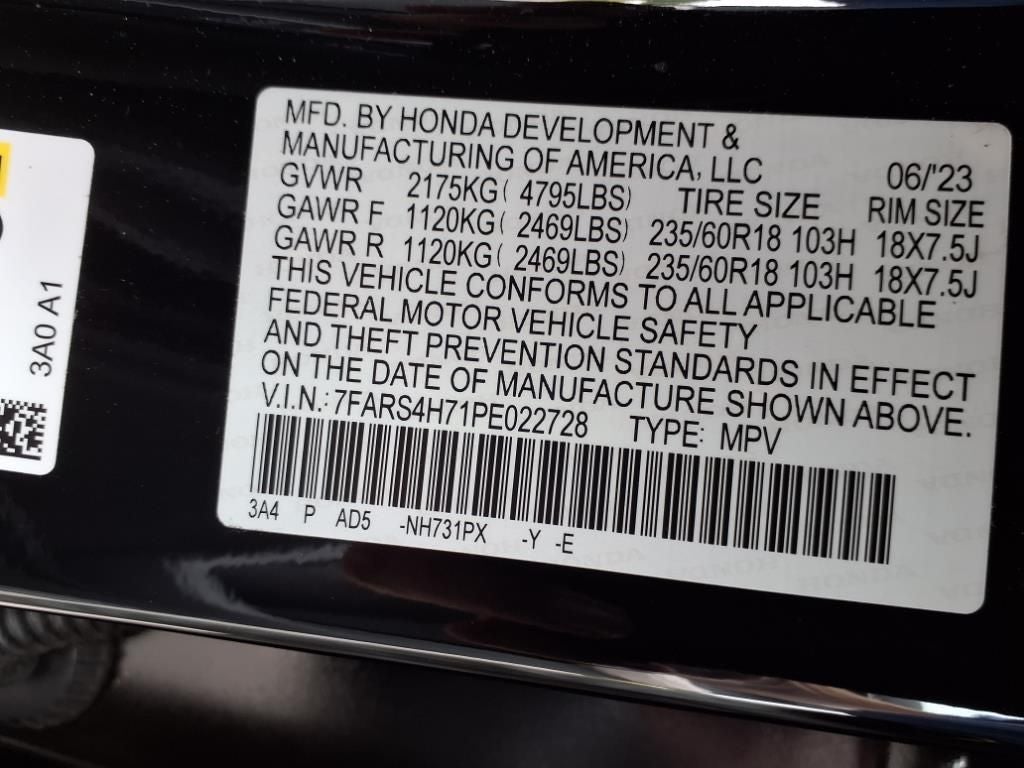 MFD. BY HONDA DEVELOPMENT &
MANUFACTURING OF AMERICA, LLC 06/'23
GVWR 2175KG( 4795LBS) TIRE SIZE RIM SIZE
GAWR F 1120KG( 2469LBS) 235/60R18 103H 18X7.5J
GAWR R 1120KG( 2469LBS) 235/60R18 103H 18X7.5J
THIS VEHICLE CONFORMS TO ALL APPLICABLE
FEDERAL MOTOR VEHICLE SAFETY
AND THEFT PREVENTION STANDARDS IN EFFECT
ON THE DATE OF MANUFACTURE SHOWN ABOVE.
V.I.N.: 7FARS4H71PE022728 TYPE: MPV
3A4 P AD5 -NH731PX -Y -E
3A0 A1